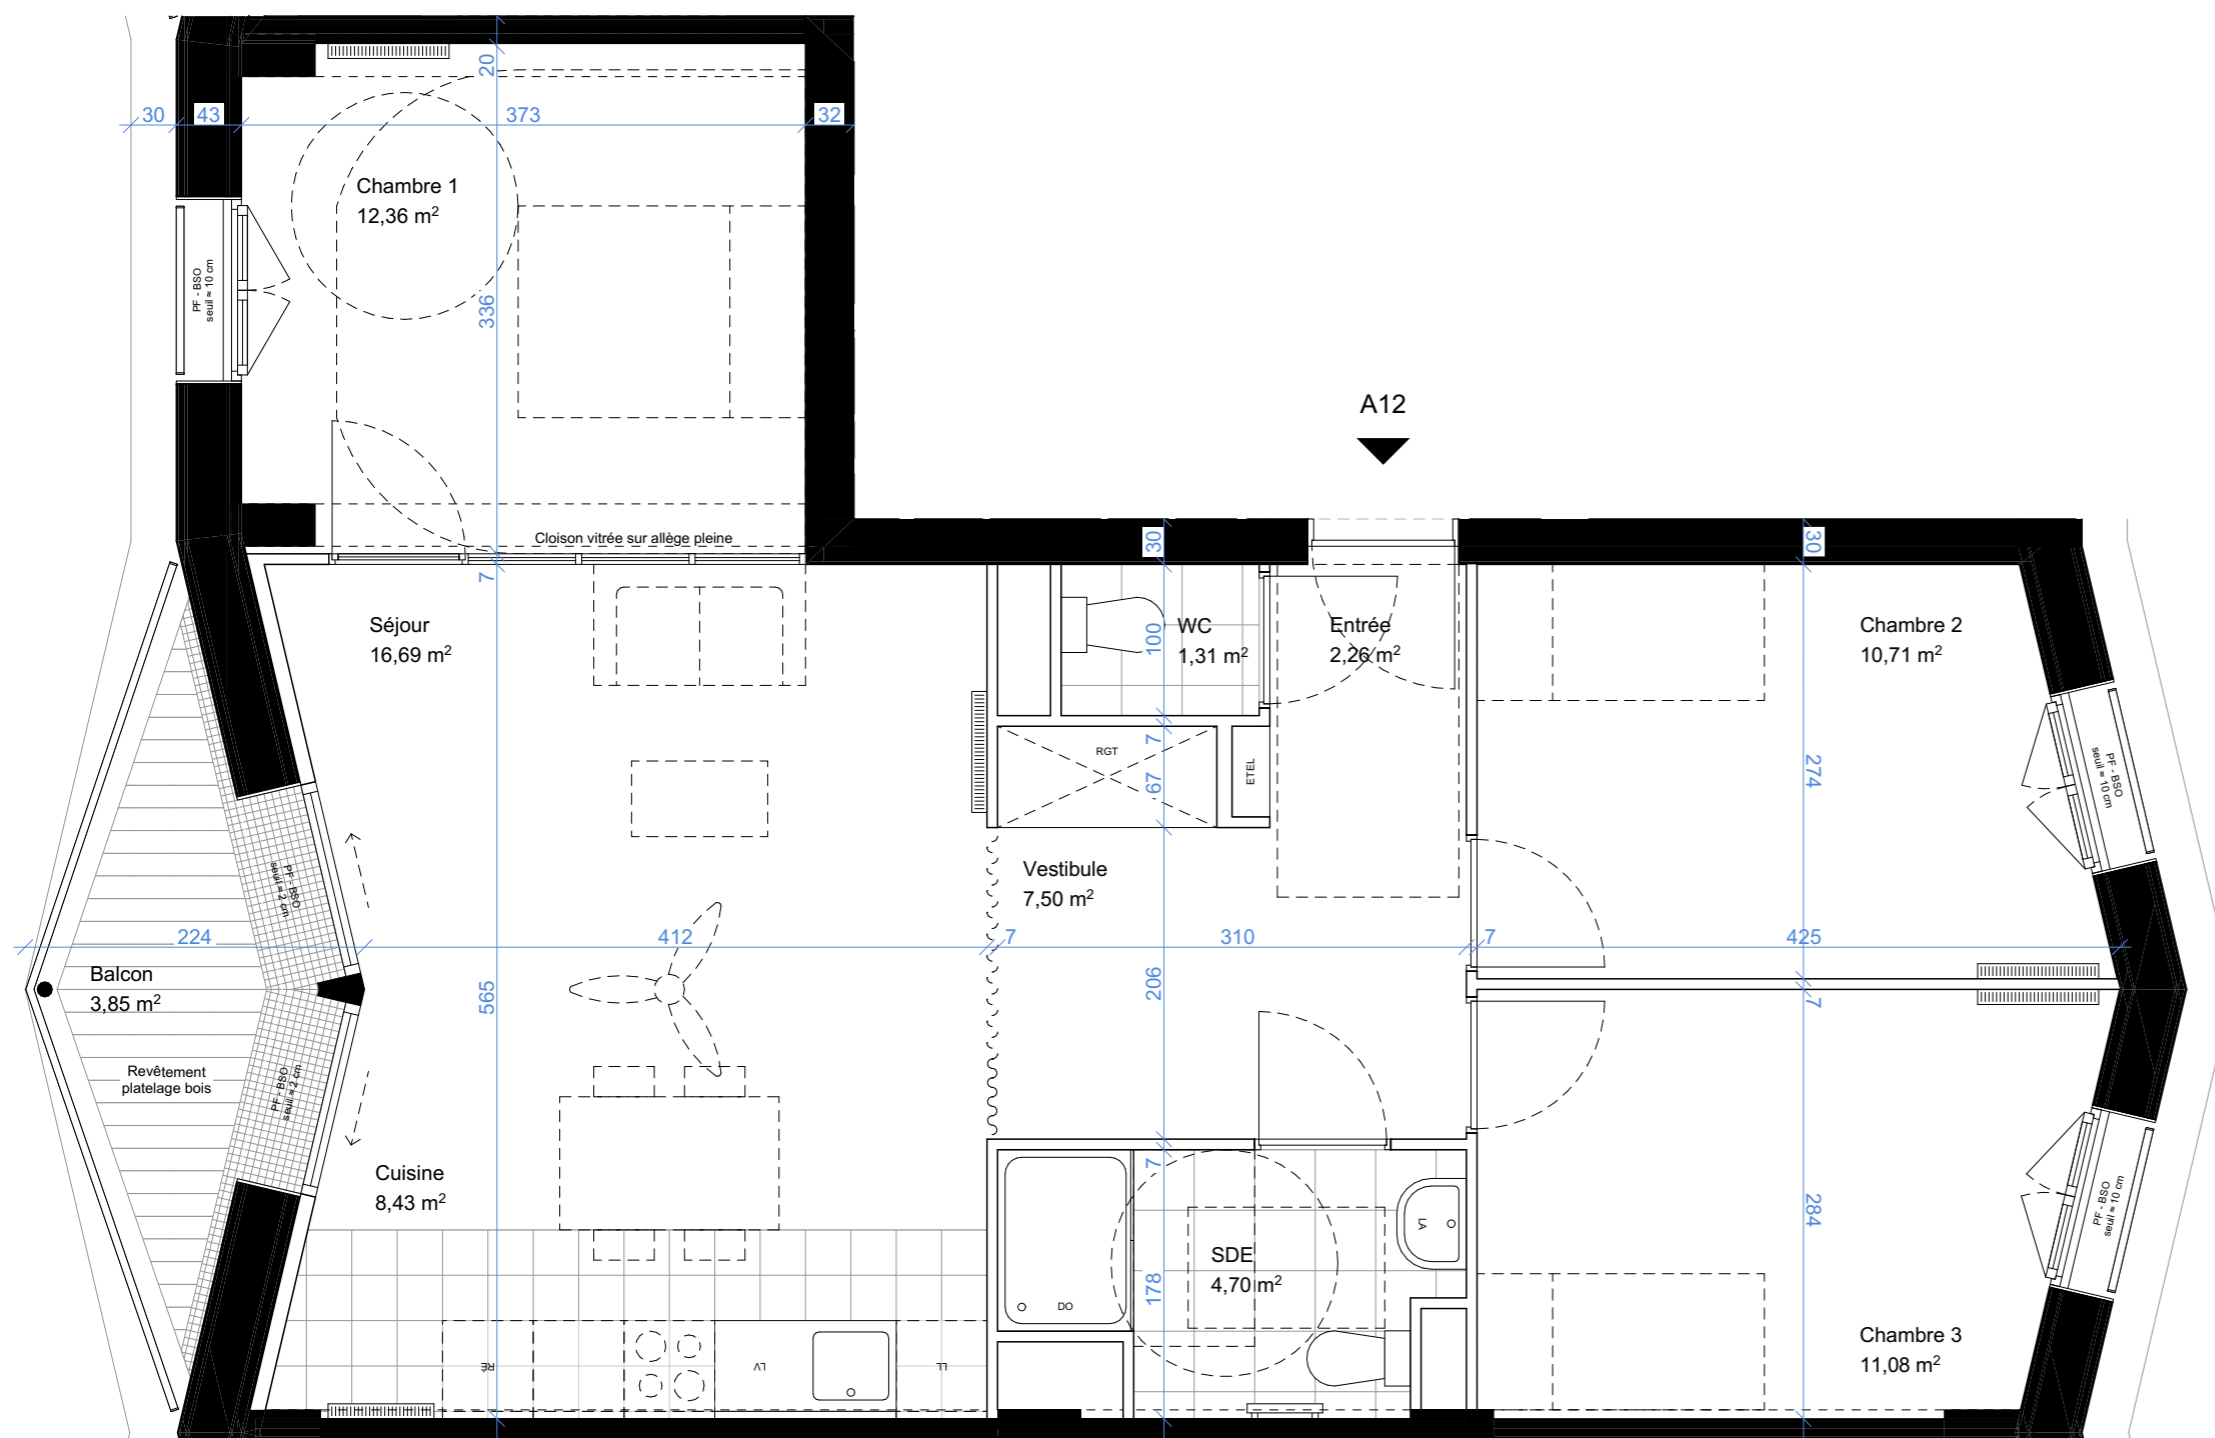 20
30
43
373
32
Chambre 1
12,36 m²
PF - BSO
seuil ≈ 10 cm
336
A12
Cloison vitrée sur allège pleine
7
30
30
Séjour
16,69 m²
100
WC
1,31 m²
Entrée
2,26 m²
Chambre 2
10,71 m²
7
RGT
67
ETEL
274
PF - BSO
seuil ≈ 10 cm
PF - BSO
seuil ≈ 2 cm
Vestibule
7,50 m²
224
412
7
310
7
425
Balcon
3,85 m²
565
206
7
Revêtement
platelage bois
PF - BSO
seuil ≈ 2 cm
Cuisine
8,43 m²
7
LA
SDE
4,70 m²
284
PF - BSO
seuil ≈ 10 cm
178
DO
Chambre 3
11,08 m²
RÉ
LV
LL